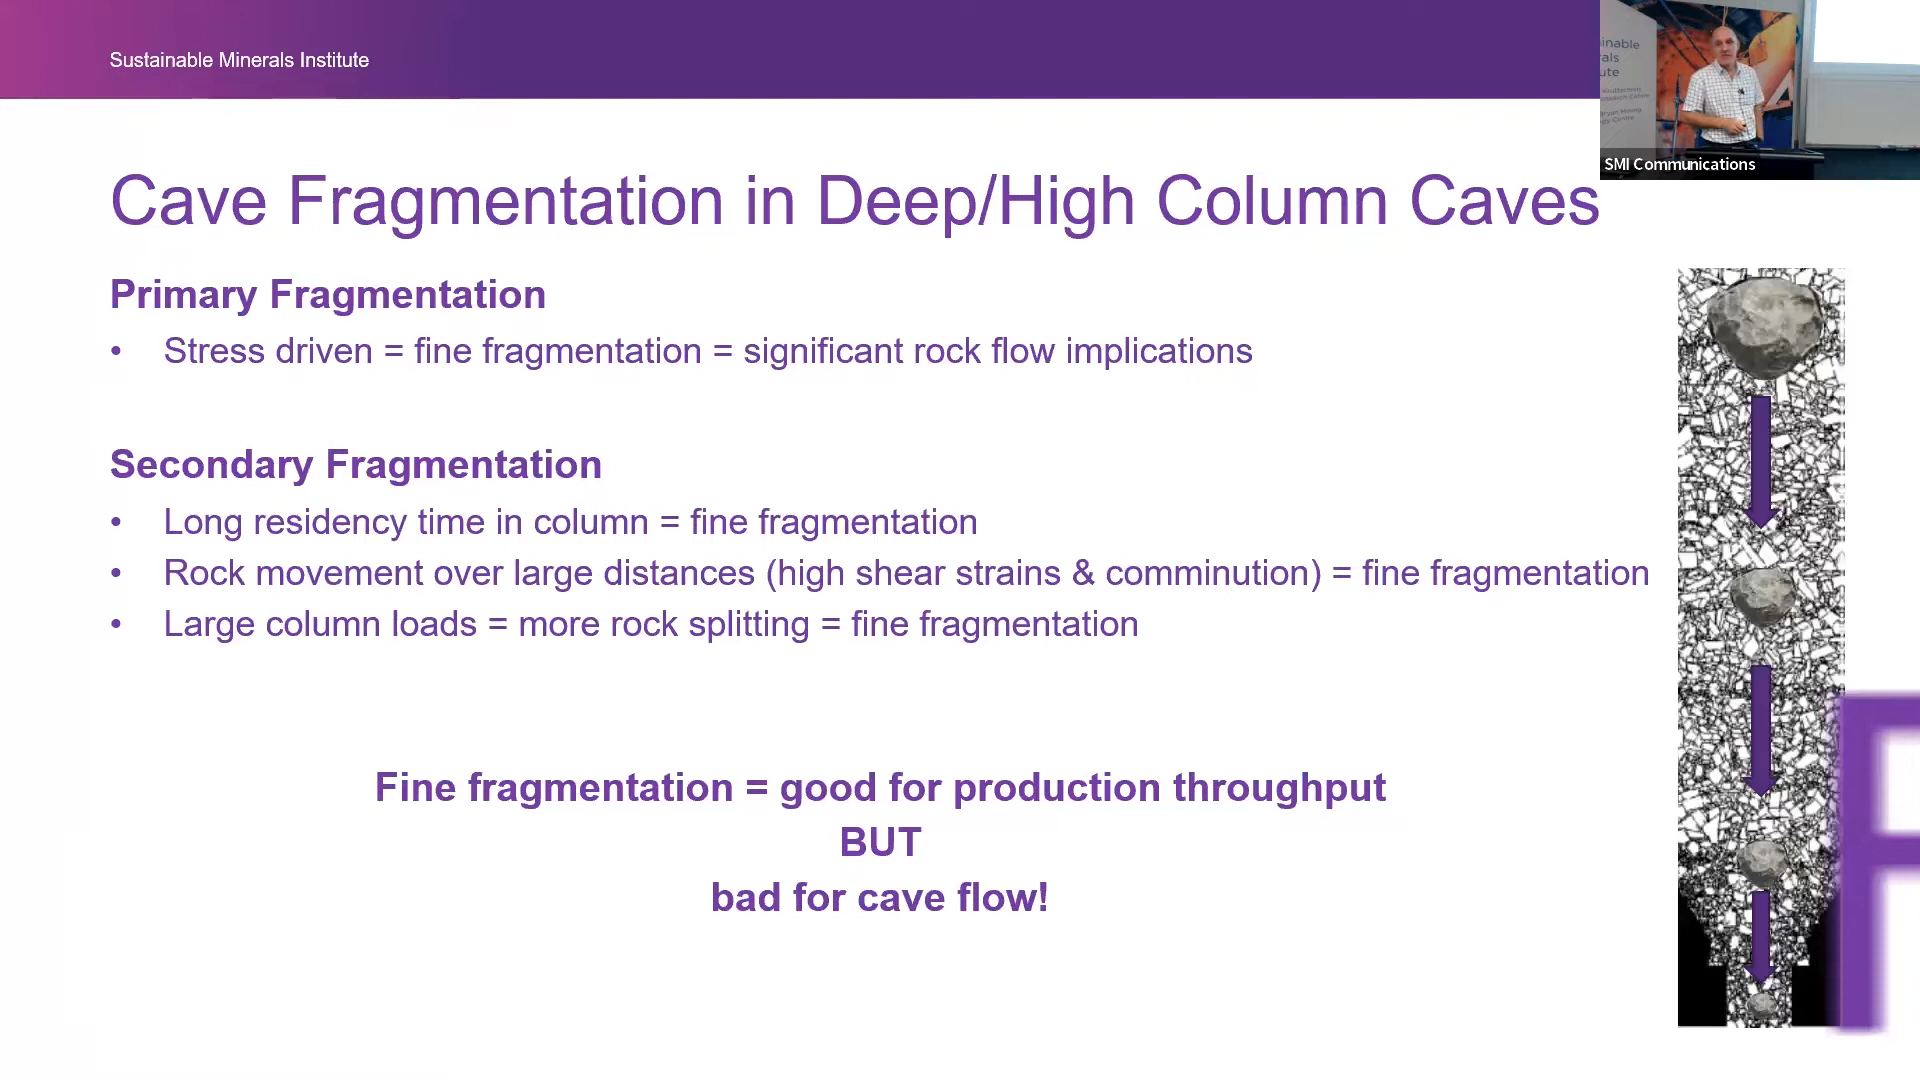 Sustainable Minerals Institute
inable
rals
ute
SMI Communications
Cave Fragmentation in Deep/High Column Caves
Primary Fragmentation
• Stress driven = fine fragmentation = significant rock flow implications
Secondary Fragmentation
• Long residency time in column = fine fragmentation
• Rock movement over large distances (high shear strains & comminution) = fine fragmentation
• Large column loads = more rock splitting = fine fragmentation
Fine fragmentation = good for production throughput
BUT
bad for cave flow!